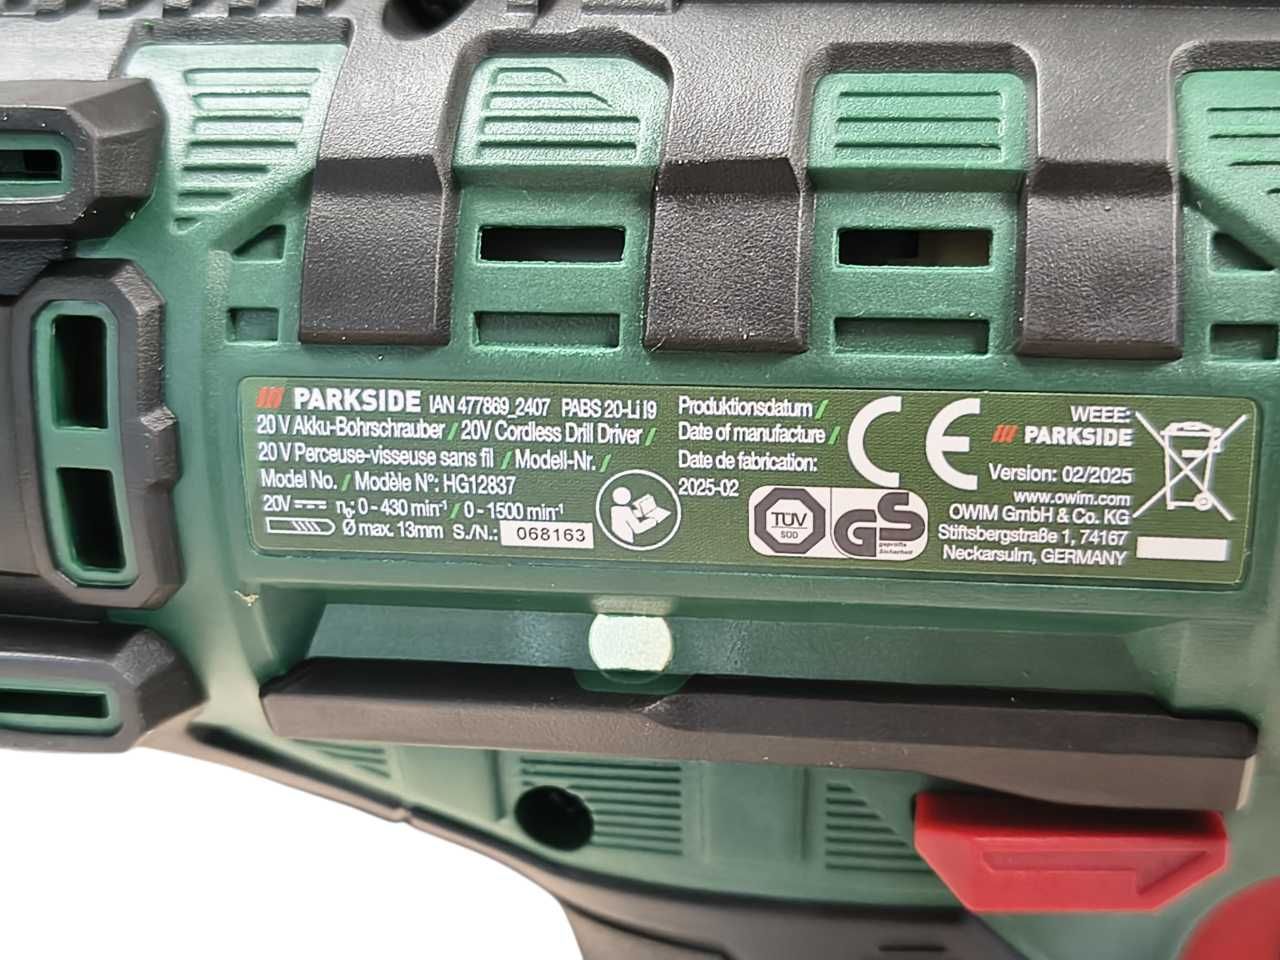 PARKSIDE IAN 477869_2407 PABS 20-Li I9
20 V Akku-Bohrschrauber / 20V Cordless Drill Driver /
20 V Perceuse-visseuse sans fil / Modell-Nr. /
Model No. / Modèle N°: HG12837
20V n₀: 0 - 430 min⁻¹ / 0 - 1500 min⁻¹
Ø max. 13mm S./N.: 068163
Produktionsdatum /
Date of manufacture /
Date de fabrication:
2025-02
CE
TÜV
SÜD
GS
geprüfte
Sicherheit
WEEE:
PARKSIDE
Version: 02/2025
www.owim.com
OWIM GmbH & Co. KG
Stiftsbergstraße 1, 74167
Neckarsulm, GERMANY